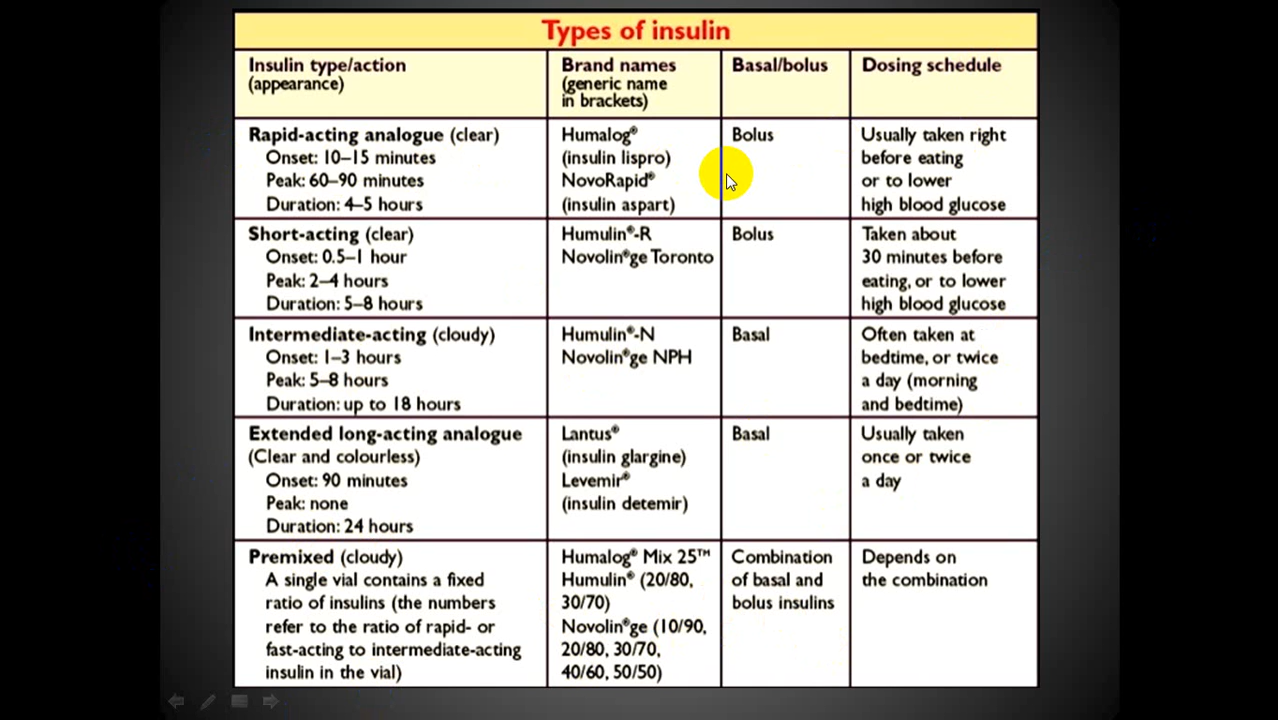 Types of insulin
Insulin type/action
(appearance)
Brand names
(generic name
in brackets)
Basal/bolus
Dosing schedule
Rapid-acting analogue (clear)
Onset: 10–15 minutes
Peak: 60–90 minutes
Duration: 4–5 hours
Humalog®
(insulin lispro)
NovoRapid®
(insulin aspart)
Bolus
Usually taken right
before eating
or to lower
high blood glucose
Short-acting (clear)
Onset: 0.5–1 hour
Peak: 2–4 hours
Duration: 5–8 hours
Humulin®-R
Novolin®ge Toronto
Bolus
Taken about
30 minutes before
eating, or to lower
high blood glucose
Intermediate-acting (cloudy)
Onset: 1–3 hours
Peak: 5–8 hours
Duration: up to 18 hours
Humulin®-N
Novolin®ge NPH
Basal
Often taken at
bedtime, or twice
a day (morning
and bedtime)
Extended long-acting analogue
(Clear and colourless)
Onset: 90 minutes
Peak: none
Duration: 24 hours
Lantus®
(insulin glargine)
Levemir®
(insulin detemir)
Basal
Usually taken
once or twice
a day
Premixed (cloudy)
A single vial contains a fixed
ratio of insulins (the numbers
refer to the ratio of rapid- or
fast-acting to intermediate-acting
insulin in the vial)
Humalog® Mix 25™
Humulin® (20/80,
30/70)
Novolin®ge (10/90,
20/80, 30/70,
40/60, 50/50)
Combination
of basal and
bolus insulins
Depends on
the combination